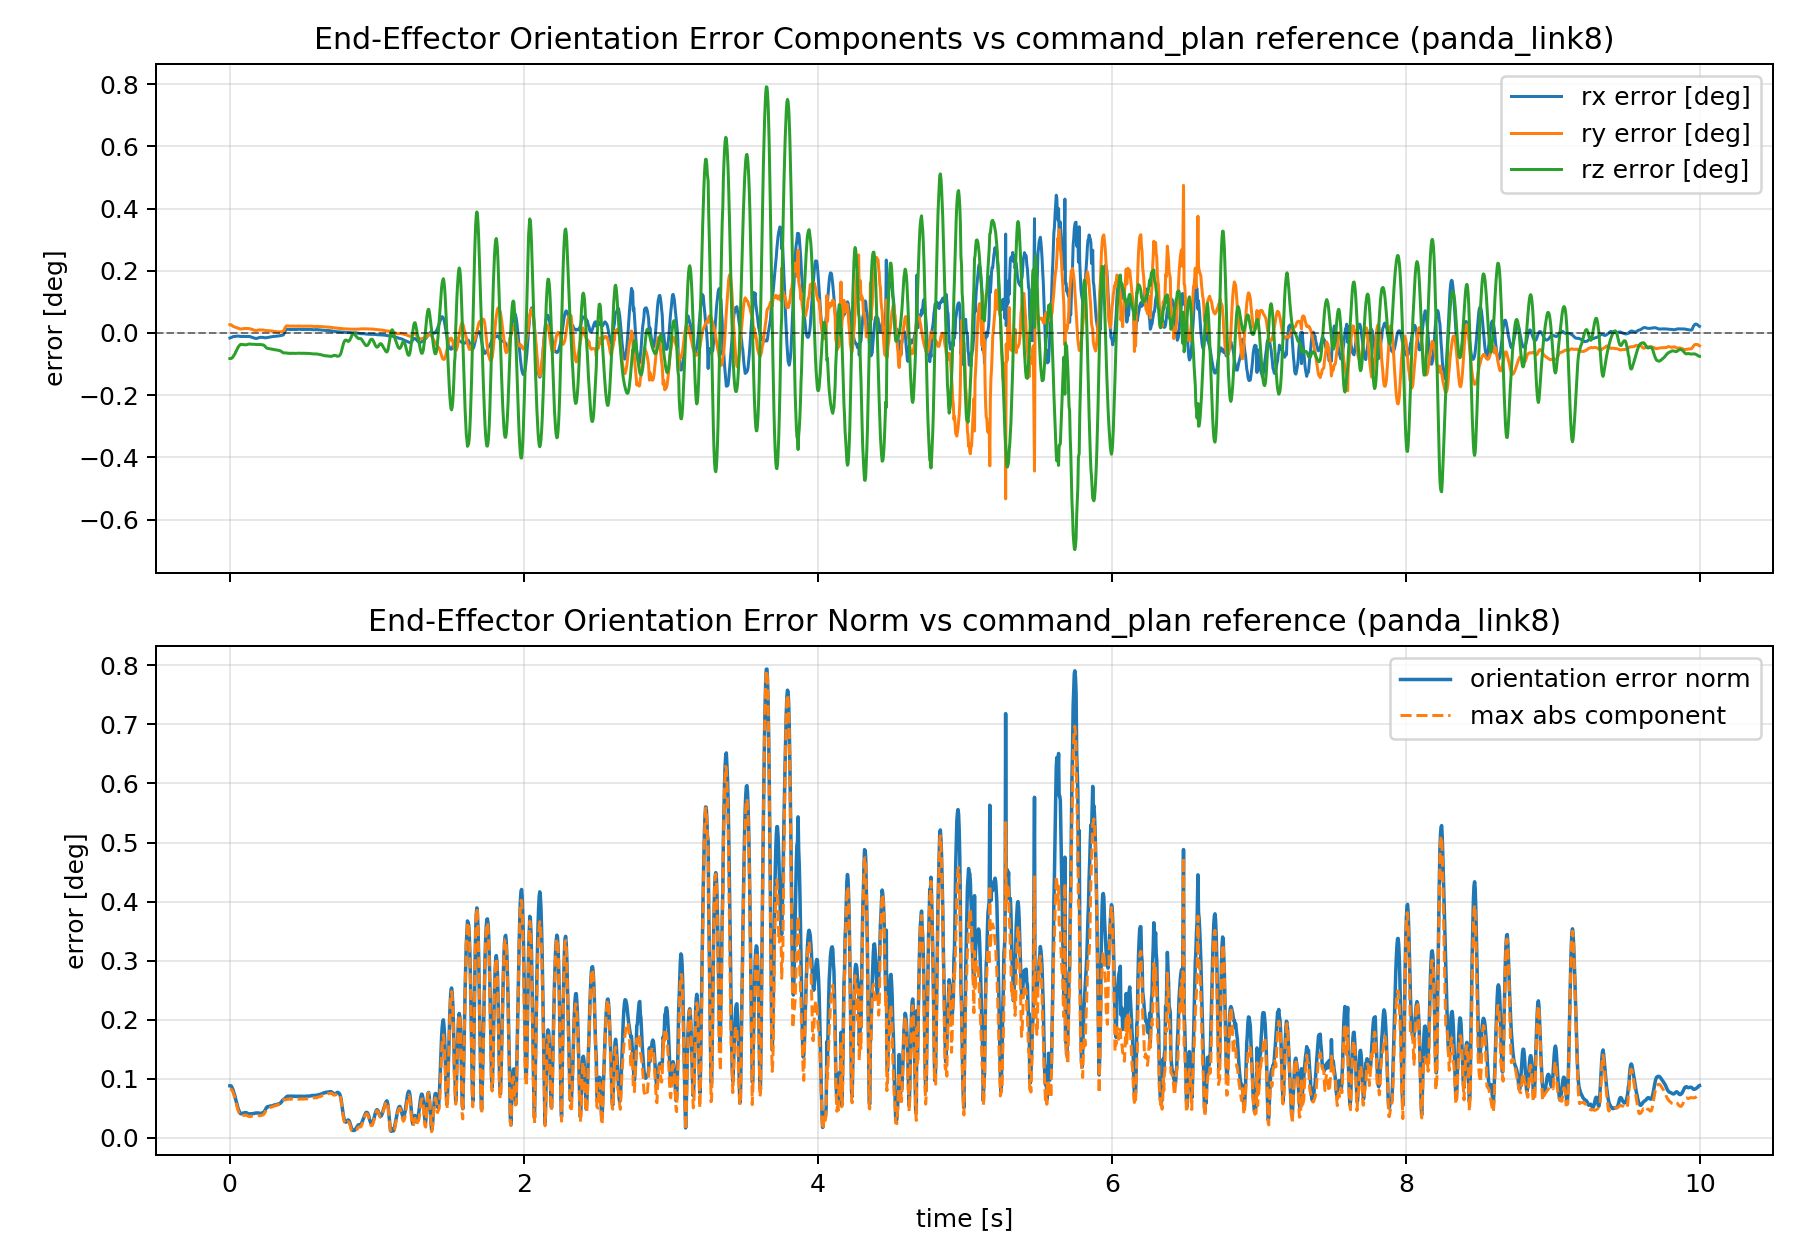 End-Effector Orientation Error Components vs command_plan reference (panda_link8)
0.8
0.6
0.4
0.2
0.0
−0.2
−0.4
−0.6
error [deg]
rx error [deg]
ry error [deg]
rz error [deg]
End-Effector Orientation Error Norm vs command_plan reference (panda_link8)
0.8
0.7
0.6
0.5
0.4
0.3
0.2
0.1
0.0
error [deg]
orientation error norm
max abs component
0 2 4 6 8 10
time [s]